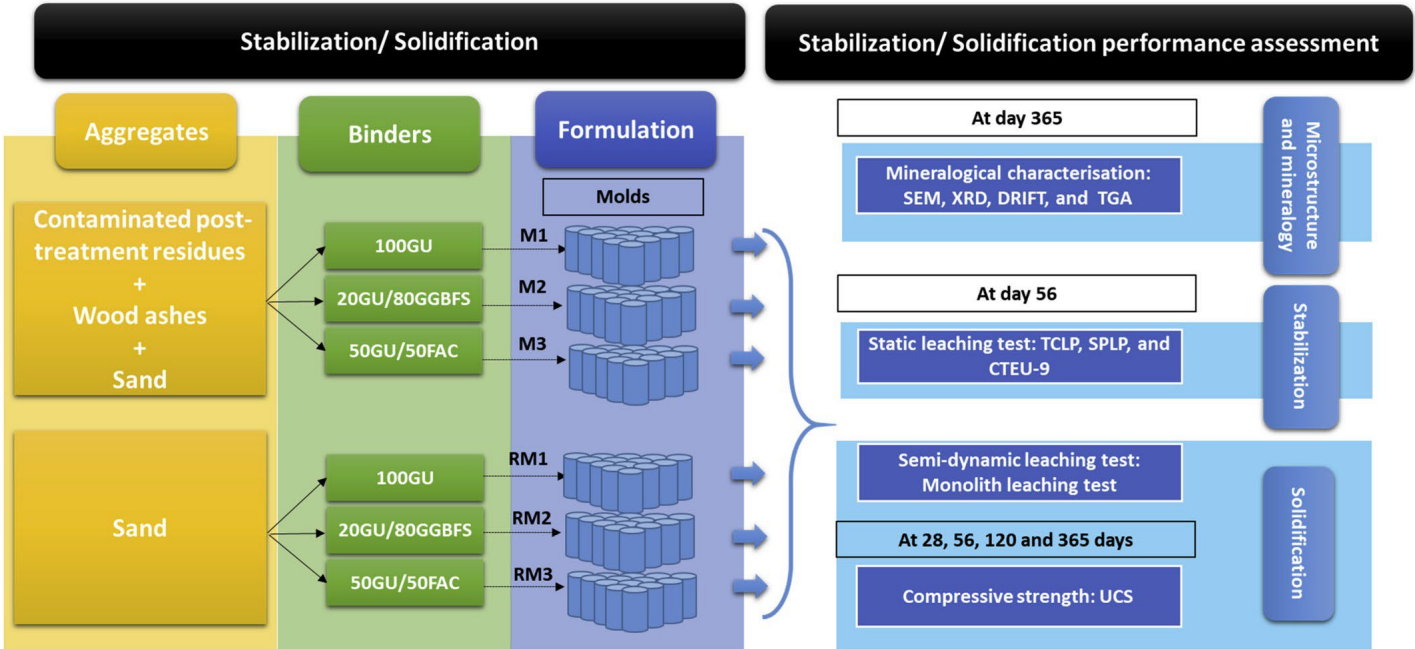 Stabilization/ Solidification
Stabilization/ Solidification performance assessment
Aggregates
Binders
Formulation
Molds
Contaminated post-
treatment residues
+
Wood ashes
+
Sand
100GU
20GU/80GGBFS
50GU/50FAC
M1
M2
M3
Sand
100GU
20GU/80GGBFS
50GU/50FAC
RM1
RM2
RM3
At day 365
Mineralogical characterisation:
SEM, XRD, DRIFT, and TGA
Microstructure
and mineralogy
At day 56
Static leaching test: TCLP, SPLP, and
CTEU-9
Stabilization
Semi-dynamic leaching test:
Monolith leaching test
At 28, 56, 120 and 365 days
Compressive strength: UCS
Solidification